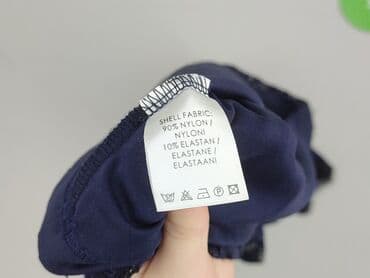 SHELL FABRIC:
90% NYLON /
NYLONI
10% ELASTAN /
ELASTANE /
ELASTAANI